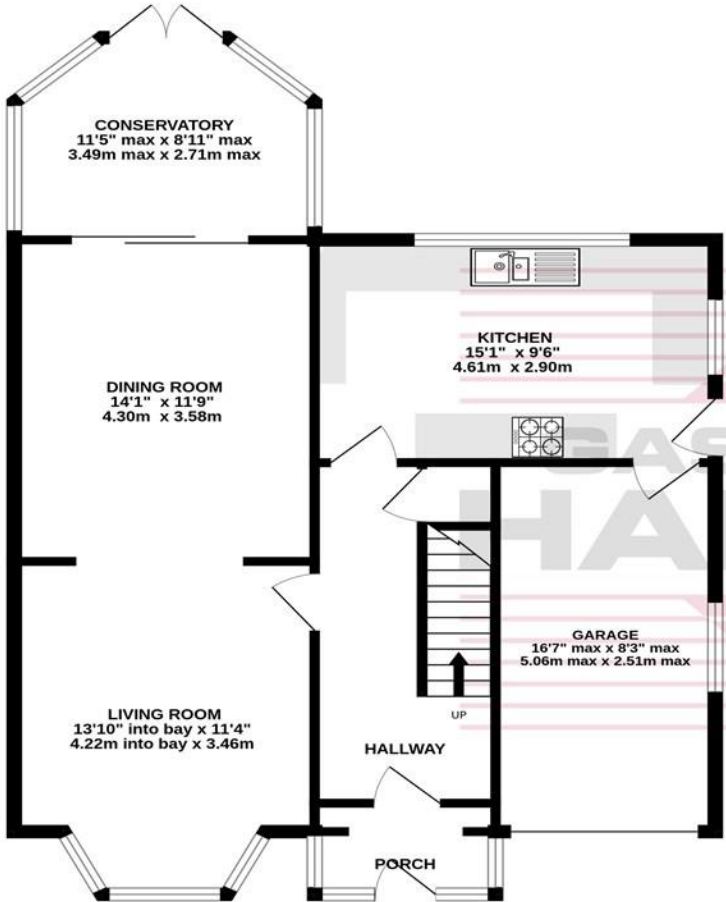 CONSERVATORY
11'5" max x 8'11" max
3.49m max x 2.71m max
KITCHEN
15'1" x 9'6"
4.61m x 2.90m
DINING ROOM
14'1" x 11'9"
4.30m x 3.58m
GAS
HA
GARAGE
16'7" max x 8'3" max
5.06m max x 2.51m max
LIVING ROOM
13'10" into bay x 11'4"
4.22m into bay x 3.46m
UP
HALLWAY
PORCH